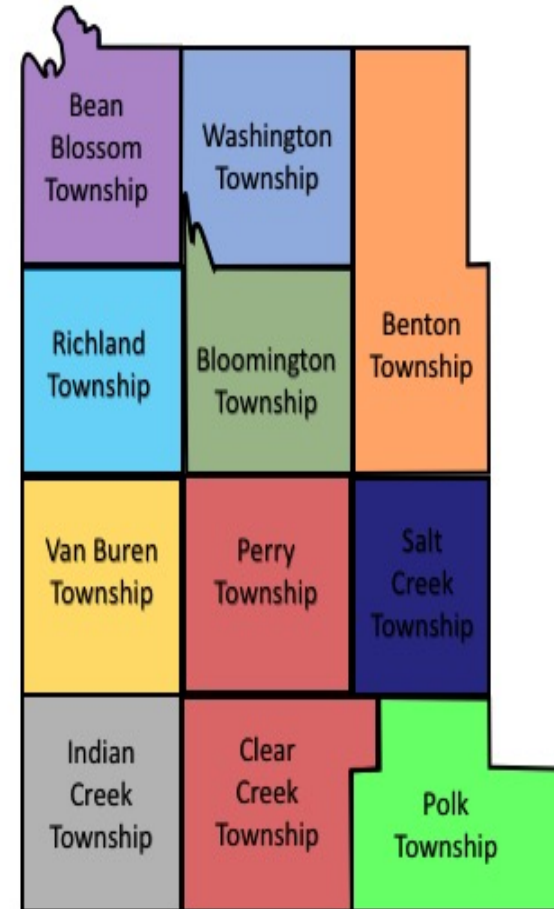 Bean
Blossom
Township
Washington
Township
Benton
Township
Richland
Township
Bloomington
Township
Van Buren
Township
Perry
Township
Salt
Creek
Township
Indian
Creek
Township
Clear
Creek
Township
Polk
Township